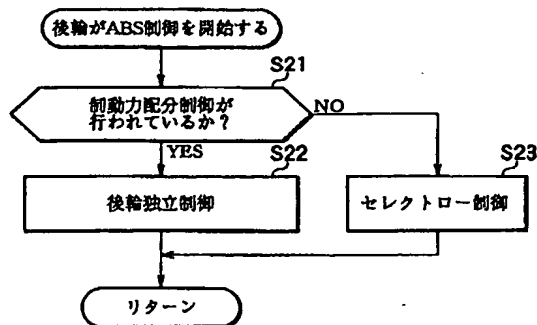 後輪がABS制御を開始する
S21
制動力配分制御が
行われているか？
NO
YES
S22
S23
後輪独立制御
セレクトロー制御
リターン